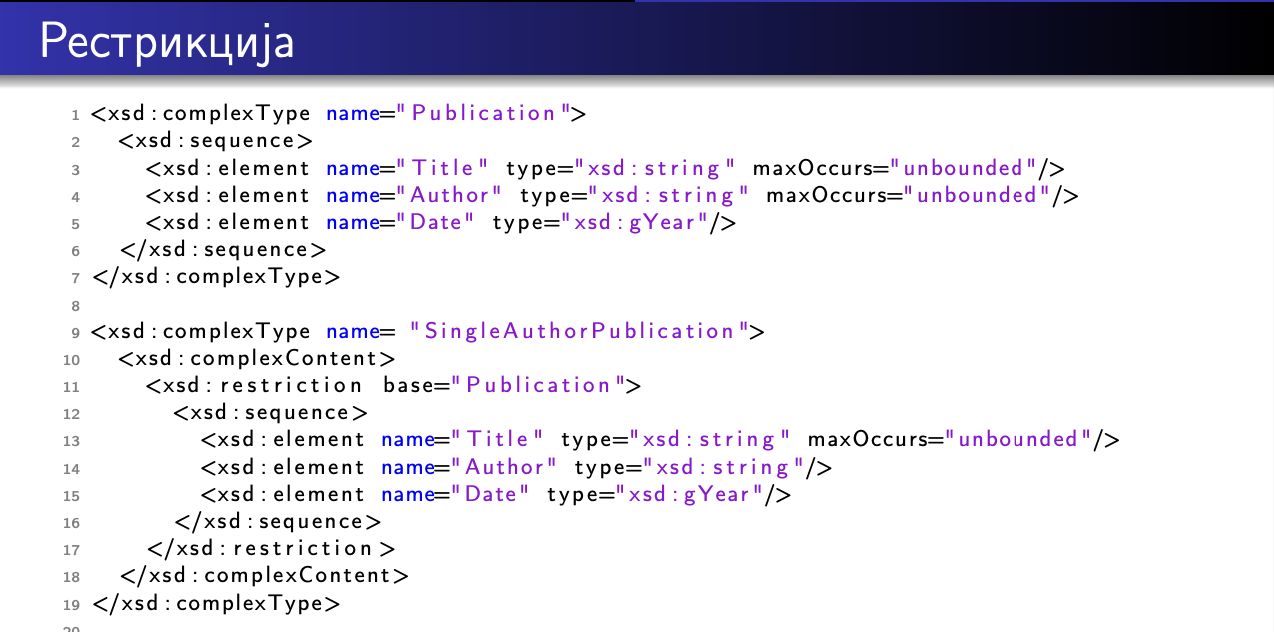 Рестрикција
1 <xsd:complexType name="Publication">
2 <xsd:sequence>
3 <xsd:element name="Title" type="xsd:string" maxOccurs="unbounded"/>
4 <xsd:element name="Author" type="xsd:string" maxOccurs="unbounded"/>
5 <xsd:element name="Date" type="xsd:gYear"/>
6 </xsd:sequence>
7 </xsd:complexType>
8
9 <xsd:complexType name= "SingleAuthorPublication">
10 <xsd:complexContent>
11 <xsd:restriction base="Publication">
12 <xsd:sequence>
13 <xsd:element name="Title" type="xsd:string" maxOccurs="unbounded"/>
14 <xsd:element name="Author" type="xsd:string"/>
15 <xsd:element name="Date" type="xsd:gYear"/>
16 </xsd:sequence>
17 </xsd:restriction>
18 </xsd:complexContent>
19 </xsd:complexType>
20